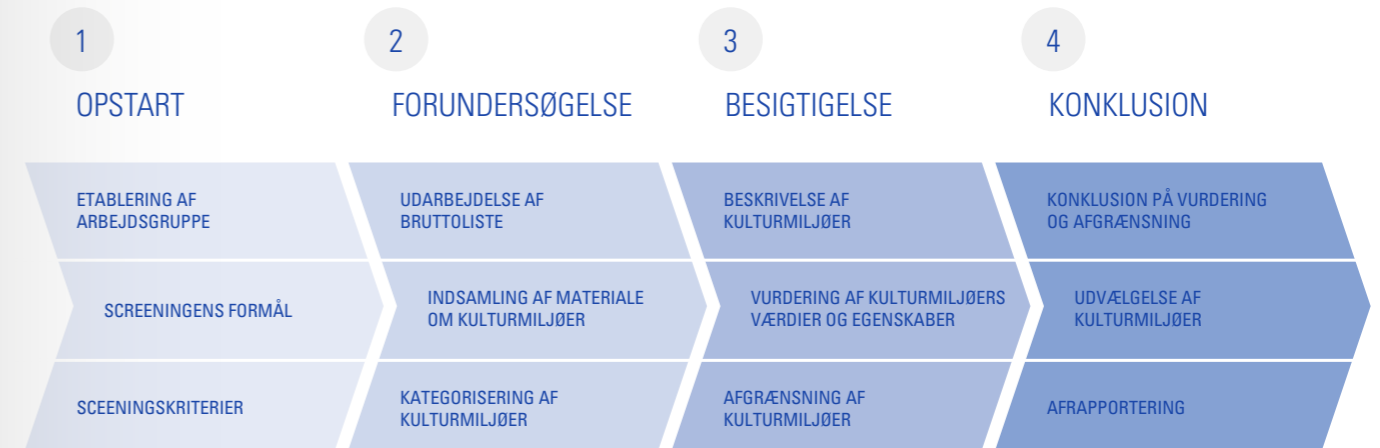 1
OPSTART
ETABLERING AF
ARBEJDSGRUPPE
SCREENINGENS FORMÅL
SCEENINGSKRITERIER
2
FORUNDERSØGELSE
UDARBEJDELSE AF
BRUTTOLISTE
INDSAMLING AF MATERIALE
OM KULTURMILJØER
KATEGORISERING AF
KULTURMILJØER
3
BESIGTIGELSE
BESKRIVELSE AF
KULTURMILJØER
VURDERING AF KULTURMILJØERS
VÆRDIER OG EGENSKABER
AFGRÆNSNING AF
KULTURMILJØER
4
KONKLUSION
KONKLUSION PÅ VURDERING
OG AFGRÆNSNING
UDVÆLGELSE AF
KULTURMILJØER
AFRAPPORTERING